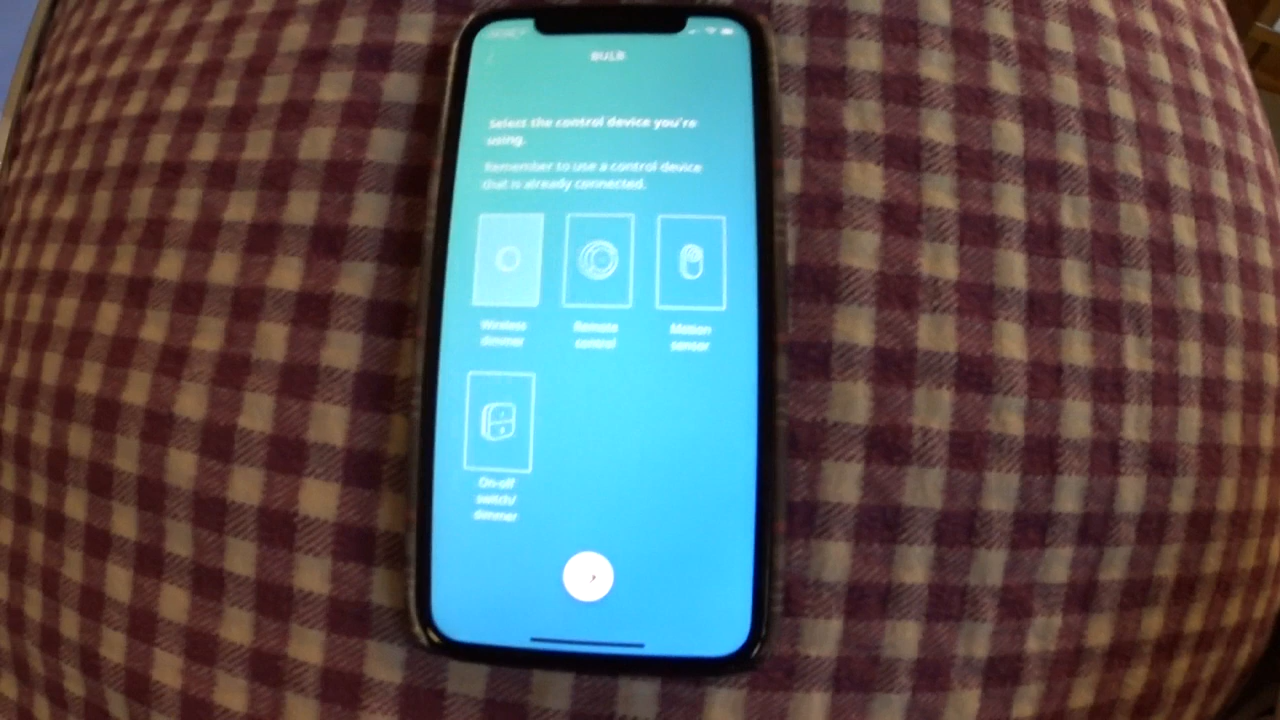 BULB
Select the control device you're
using.
Remember to use a control device
that is already connected.
Wireless
dimmer
Remote
control
Motion
sensor
On-off
switch/
dimmer